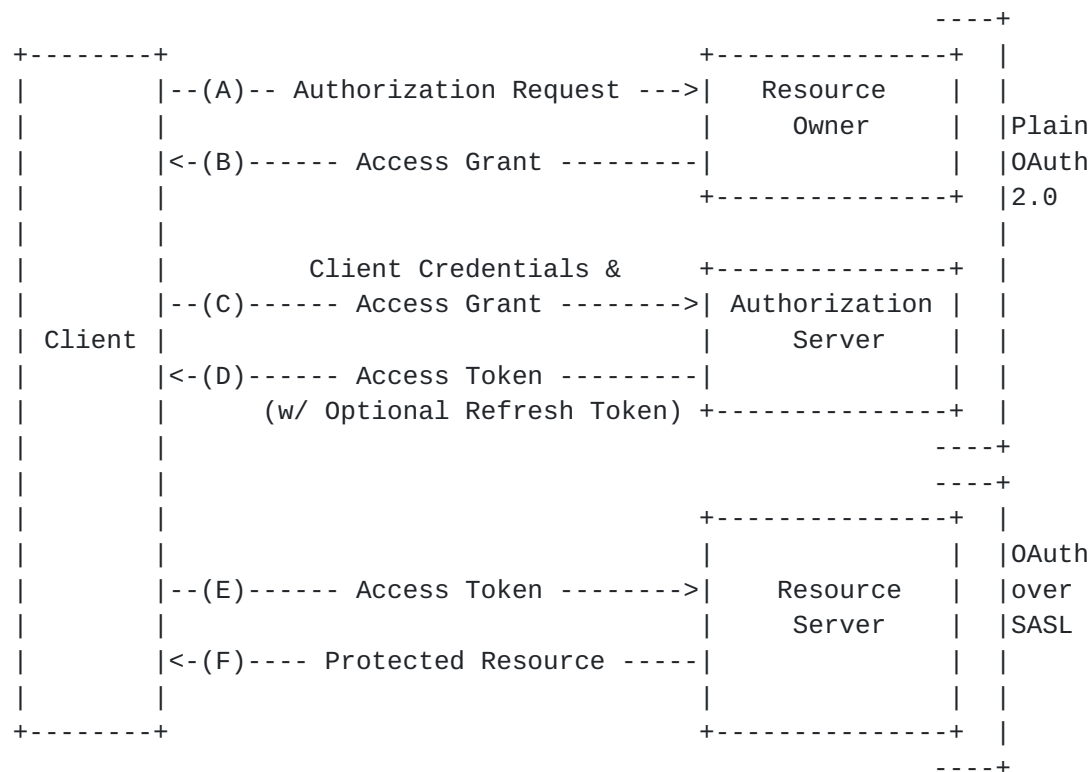 --(A)-- Authorization Request --->| Resource
Owner
Plain
<-(B)------ Access Grant ---------|
OAuth
2.0
Client Credentials &
--(C)------ Access Grant -------->| Authorization
Client
Server
<-(D)------ Access Token ---------|
(w/ Optional Refresh Token)
OAuth
--(E)------ Access Token -------->| Resource
over
Server
SASL
<-(F)---- Protected Resource -----|